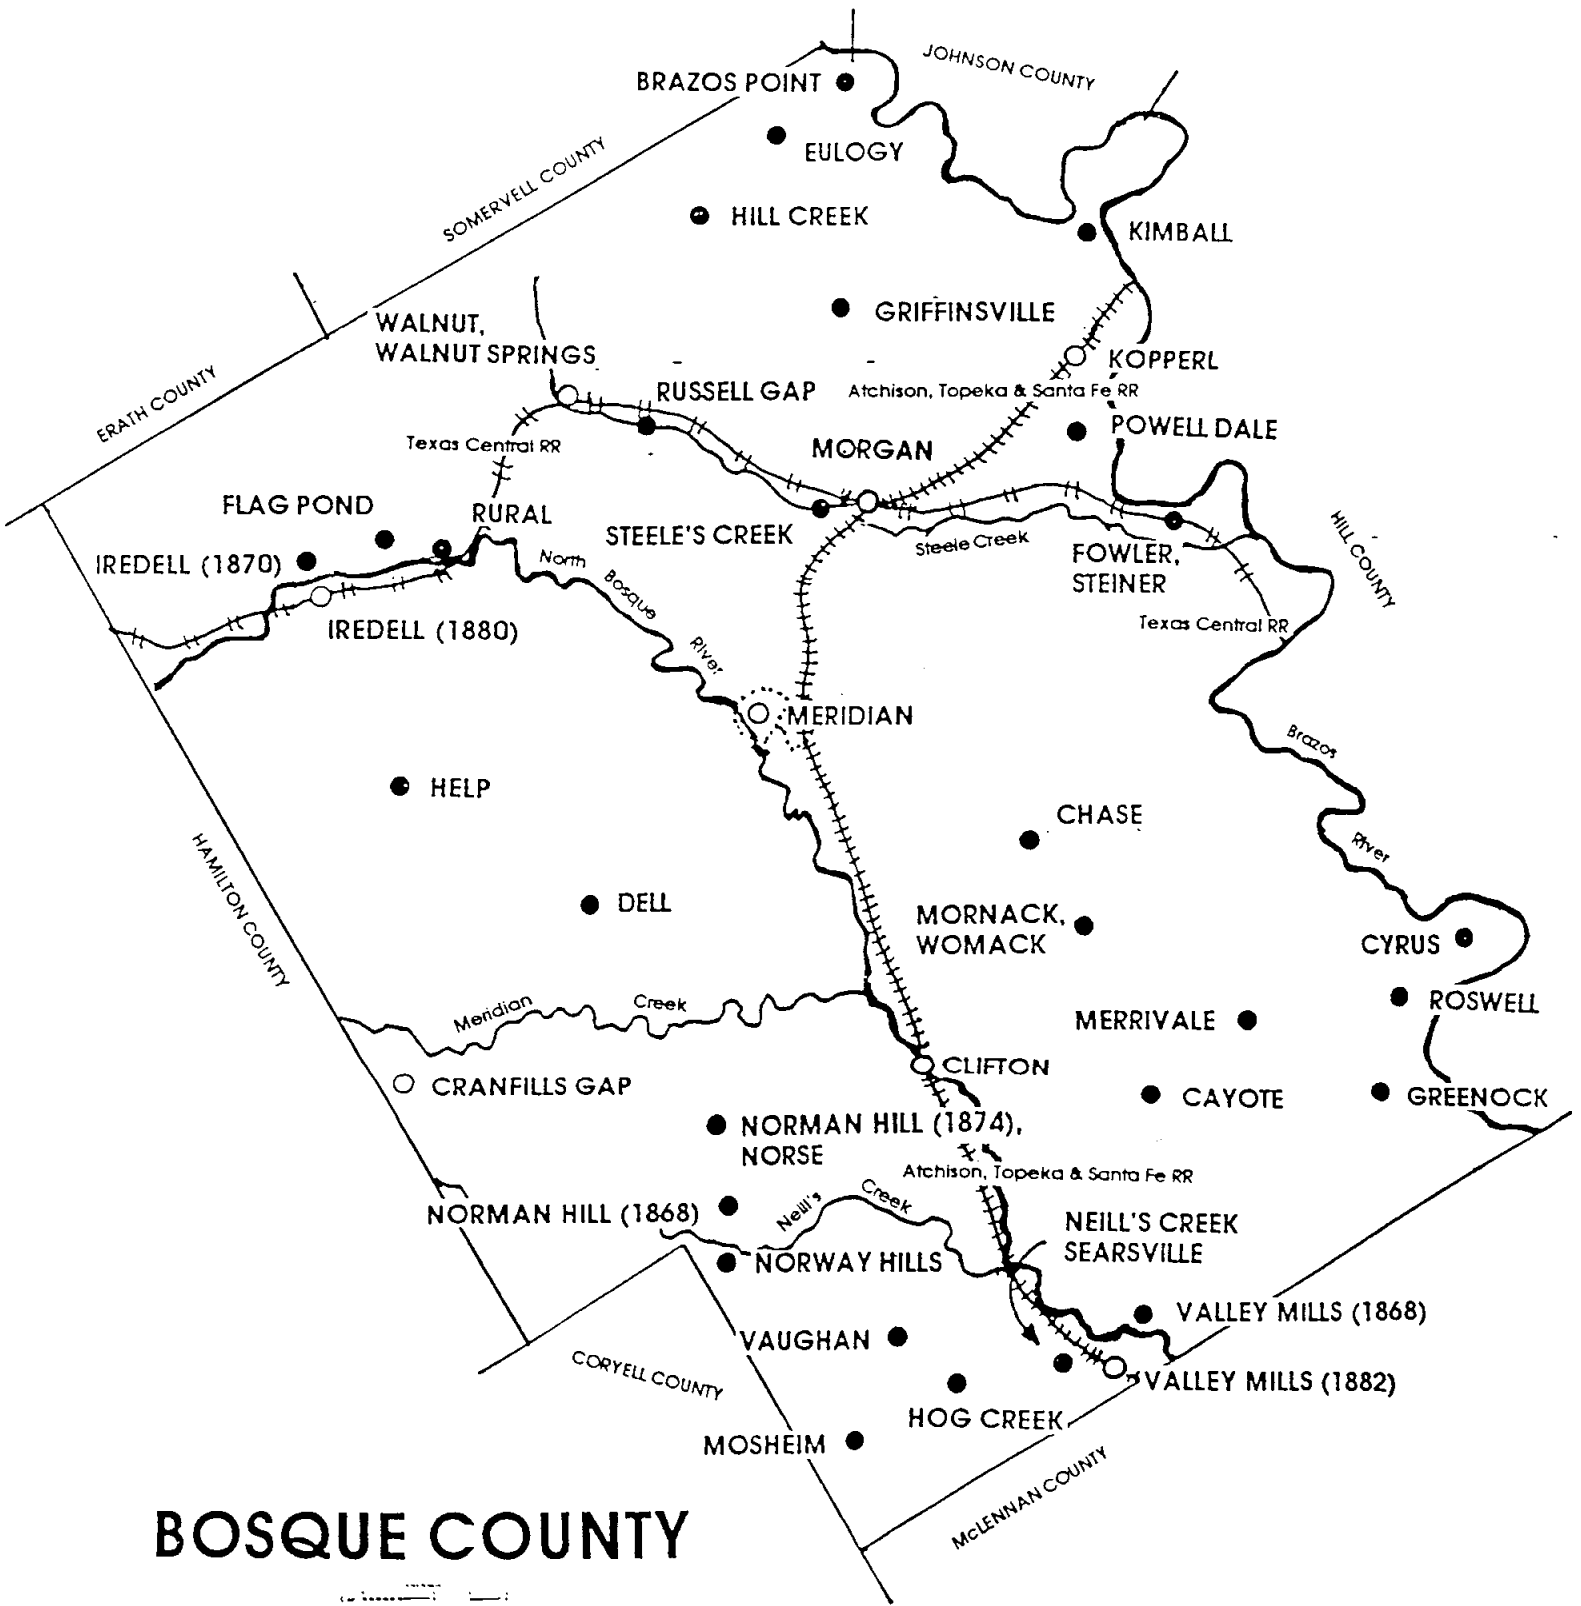 JOHNSON COUNTY
BRAZOS POINT
EULOGY
SOMERVELL COUNTY
HILL CREEK
KIMBALL
GRIFFINSVILLE
WALNUT,
WALNUT SPRINGS
KOPPERL
ERATH COUNTY
RUSSELL GAP
Atchison, Topeka & Santa Fe RR
POWELL DALE
Texas Central RR
MORGAN
FLAG POND
RURAL
STEELE'S CREEK
Steele Creek
HILL COUNTY
IREDELL (1870)
North Bosque River
FOWLER,
STEINER
IREDELL (1880)
Texas Central RR
MERIDIAN
Brazos River
HELP
CHASE
HAMILTON COUNTY
DELL
MORNACK,
WOMACK
CYRUS
Meridian Creek
ROSWELL
MERRIVALE
CLIFTON
CRANFILLS GAP
CAYOTE
GREENOCK
NORMAN HILL (1874),
NORSE
Atchison, Topeka & Santa Fe RR
NORMAN HILL (1868)
Neill's Creek
NEILL'S CREEK
SEARSVILLE
NORWAY HILLS
VALLEY MILLS (1868)
VAUGHAN
CORYELL COUNTY
VALLEY MILLS (1882)
HOG CREEK
MOSHEIM
McLENNAN COUNTY
BOSQUE COUNTY